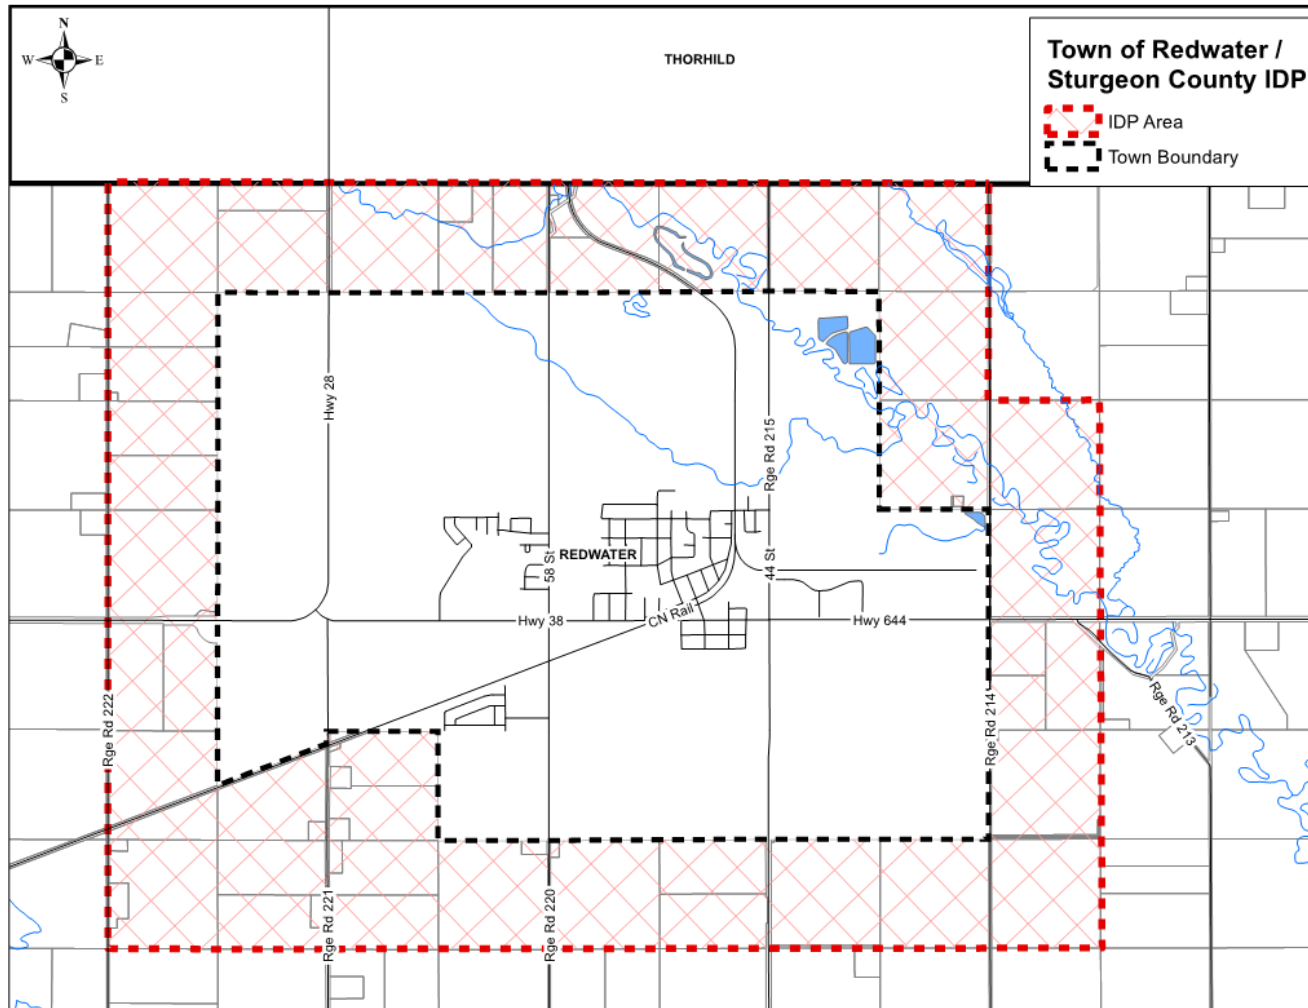 N
W E
S
THORHILD
Town of Redwater /
Sturgeon County IDP
IDP Area
Town Boundary
Hwy 28
Rge Rd 215
58 St
REDWATER
44 St
CN Rail
Hwy 38
Hwy 644
Rge Rd 222
Rge Rd 214
Rge Rd 213
Rge Rd 221
Rge Rd 220